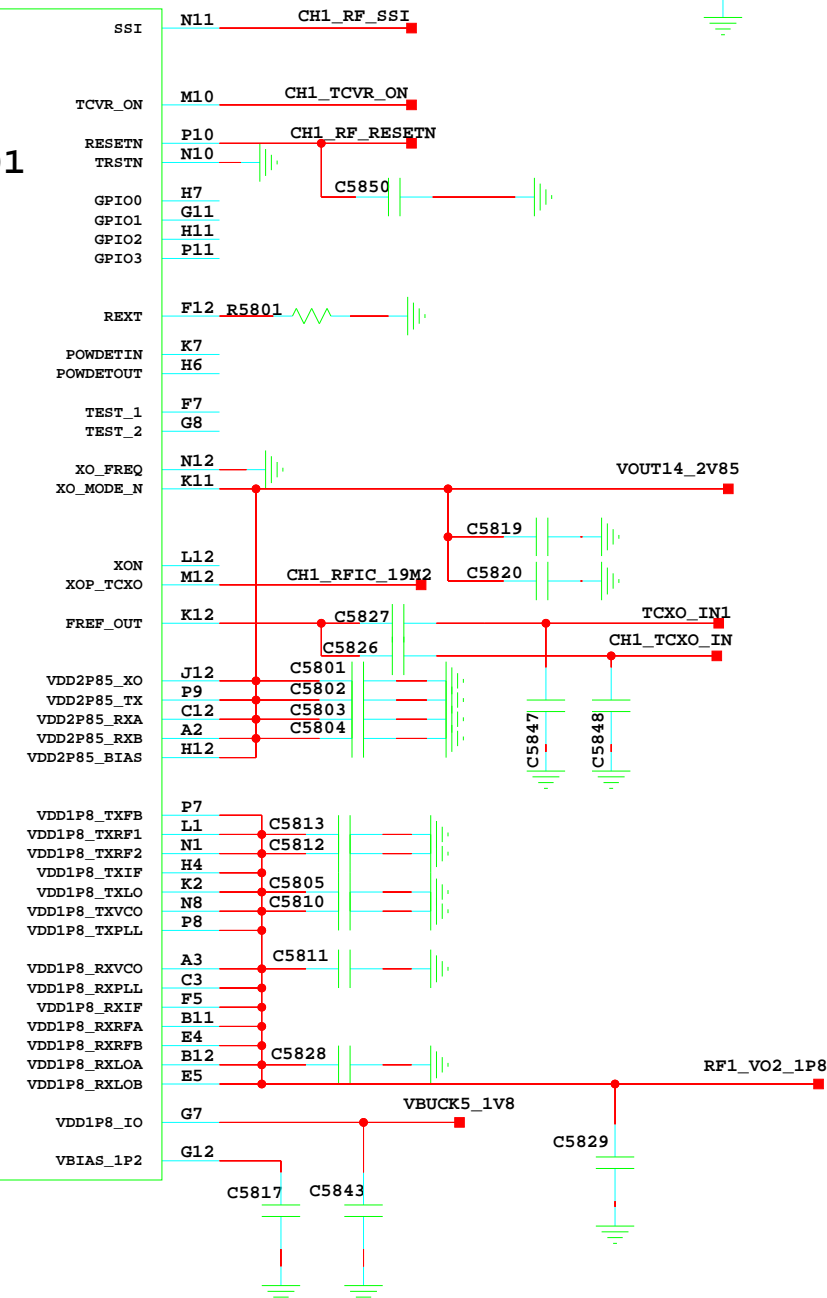 SSI N11 CH1_RF_SSI
TCVR_ON M10 CH1_TCVR_ON
RESETN P10 CH1_RF_RESETN
TRSTN N10
C5850
GPIO0 H7
GPIO1 G11
GPIO2 H11
GPIO3 P11
REXT F12 R5801
POWDETIN K7
POWDETOUT H6
TEST_1 F7
TEST_2 G8
XO_FREQ N12
XO_MODE_N K11 VOUT14_2V85
C5819
XON L12
XOP_TCXO M12 CH1_RFIC_19M2 C5820
FREF_OUT K12 C5827 TCXO_IN1
C5826 CH1_TCXO_IN
VDD2P85_XO J12 C5801
VDD2P85_TX P9 C5802
VDD2P85_RXA C12 C5803
VDD2P85_RXB A2 C5804
VDD2P85_BIAS H12
C5847 C5848
VDD1P8_TXFB P7
VDD1P8_TXRF1 L1 C5813
VDD1P8_TXRF2 N1 C5812
VDD1P8_TXIF H4
VDD1P8_TXLO K2 C5805
VDD1P8_TXVCO N8 C5810
VDD1P8_TXPLL P8
VDD1P8_RXVCO A3 C5811
VDD1P8_RXPLL C3
VDD1P8_RXIF F5
VDD1P8_RXRFA B11
VDD1P8_RXRFB E4
VDD1P8_RXLOA B12 C5828
VDD1P8_RXLOB E5 RF1_VO2_1P8
VDD1P8_IO G7 VBUCK5_1V8
C5829
VBIAS_1P2 G12
C5817 C5843